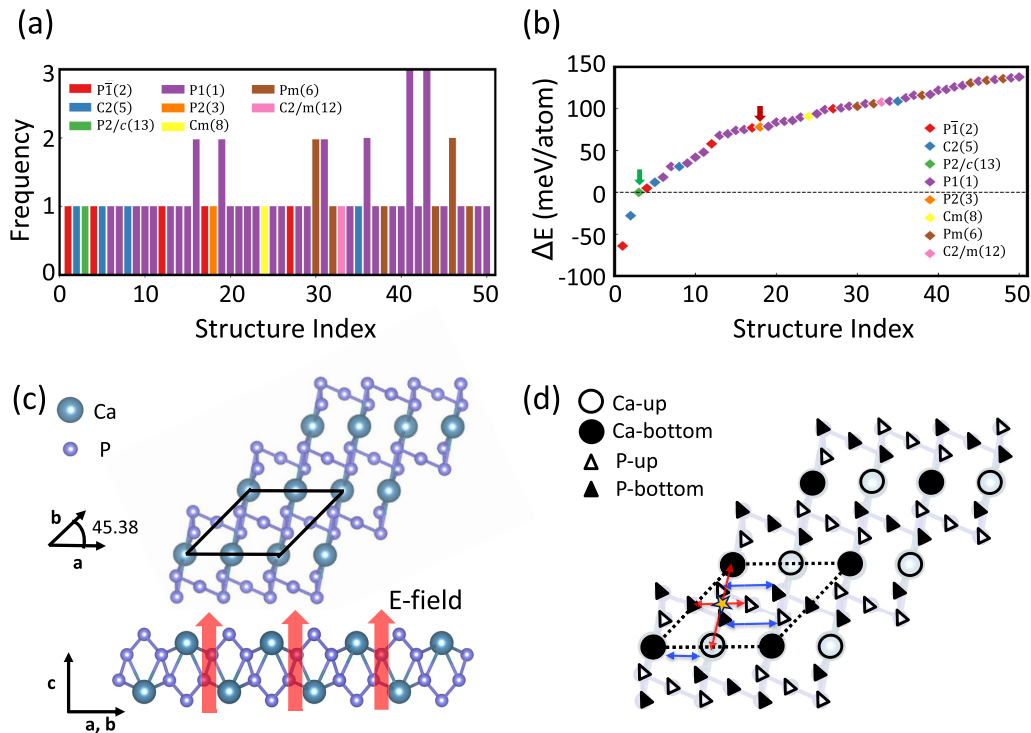 (a)
3
2
1
0
Frequency
P1̅(2)
C2(5)
P2/c(13)
P1(1)
P2(3)
Cm(8)
Pm(6)
C2/m(12)
0
10
20
30
40
50
Structure Index
(b)
150
100
50
0
-50
-100
ΔE (meV/atom)
P1̅(2)
C2(5)
P2/c(13)
P1(1)
P2(3)
Cm(8)
Pm(6)
C2/m(12)
0
10
20
30
40
50
Structure Index
(c)
Ca
P
b
45.38
a
E-field
c
a, b
(d)
Ca-up
Ca-bottom
P-up
P-bottom